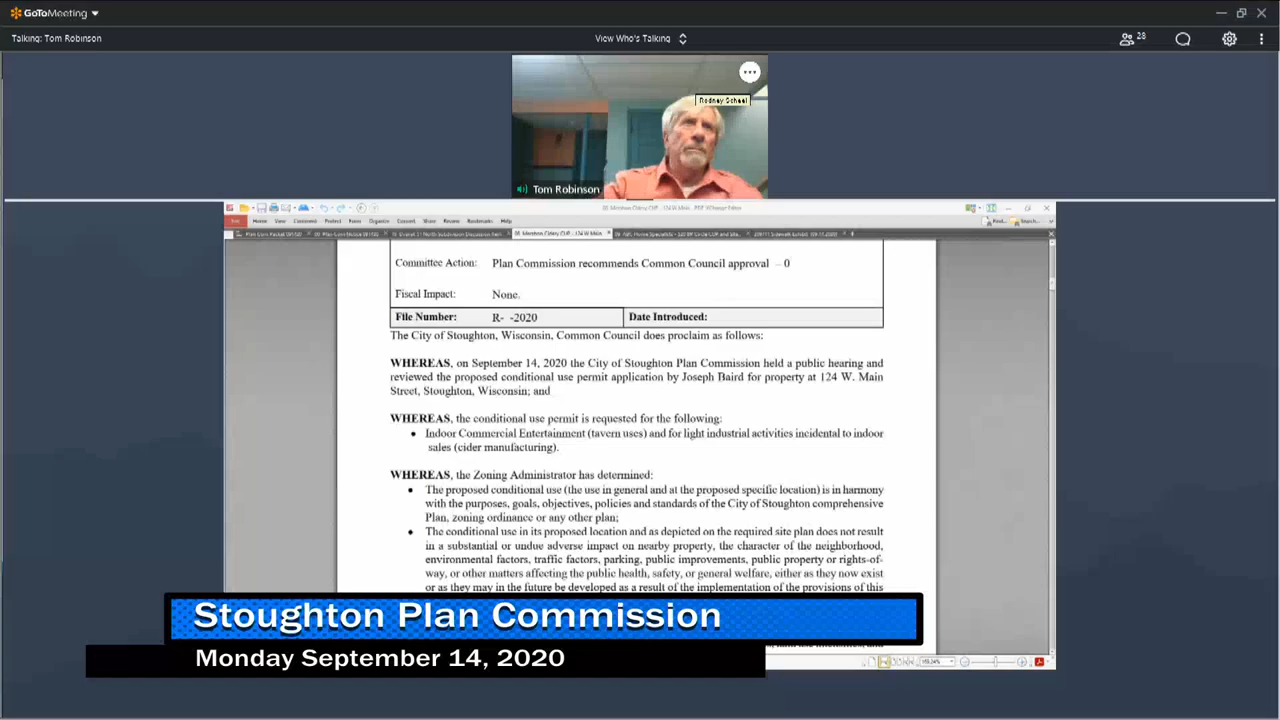 GoToMeeting
Talking: Tom Robinson
View Who's Talking
28
Rodney Scheel
Tom Robinson
Home View Comment Protect Form Organize Convert Share Review Bookmarks Help
Committee Action: Plan Commission recommends Common Council approval – 0
Fiscal Impact: None.
File Number: R- -2020 Date Introduced:
The City of Stoughton, Wisconsin, Common Council does proclaim as follows:
WHEREAS, on September 14, 2020 the City of Stoughton Plan Commission held a public hearing and
reviewed the proposed conditional use permit application by Joseph Baird for property at 124 W. Main
Street, Stoughton, Wisconsin; and
WHEREAS, the conditional use permit is requested for the following:
• Indoor Commercial Entertainment (tavern uses) and for light industrial activities incidental to indoor
sales (cider manufacturing).
WHEREAS, the Zoning Administrator has determined:
• The proposed conditional use (the use in general and at the proposed specific location) is in harmony
with the purposes, goals, objectives, policies and standards of the City of Stoughton comprehensive
Plan, zoning ordinance or any other plan;
• The conditional use in its proposed location and as depicted on the required site plan does not result
in a substantial or undue adverse impact on nearby property, the character of the neighborhood,
environmental factors, traffic factors, parking, public improvements, public property or rights-of-
way, or other matters affecting the public health, safety, or general welfare, either as they now exist
or as they may in the future be developed as a result of the implementation of the provisions of this
Stoughton Plan Commission
Monday September 14, 2020